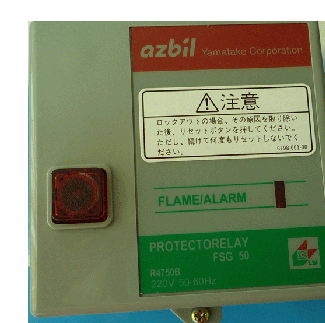 azbil Yamatake Corporation
⚠注意
ロックアウトの場合、その原因を取り除い
た後、リセットボタンを押してください。
ただし、続けて何度もリセットしないでく
ださい。
FLAME/ALARM
PROTECTORELAY
FSG 50
R4750B
220V 50-60Hz